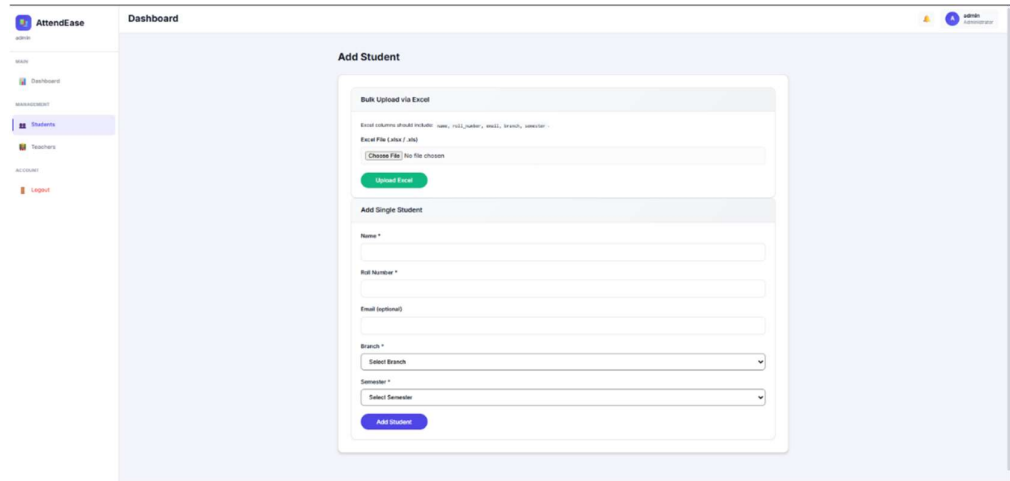 AttendEase
admin
MAIN
Dashboard
MANAGEMENT
Students
Teachers
ACCOUNT
Logout
Dashboard
A
admin
Administrator
Add Student
Bulk Upload via Excel
Excel columns should include: name, roll_number, email, branch, semester .
Excel File (.xlsx / .xls)
Choose File No file chosen
Upload Excel
Add Single Student
Name *
Roll Number *
Email (optional)
Branch *
Select Branch
Semester *
Select Semester
Add Student